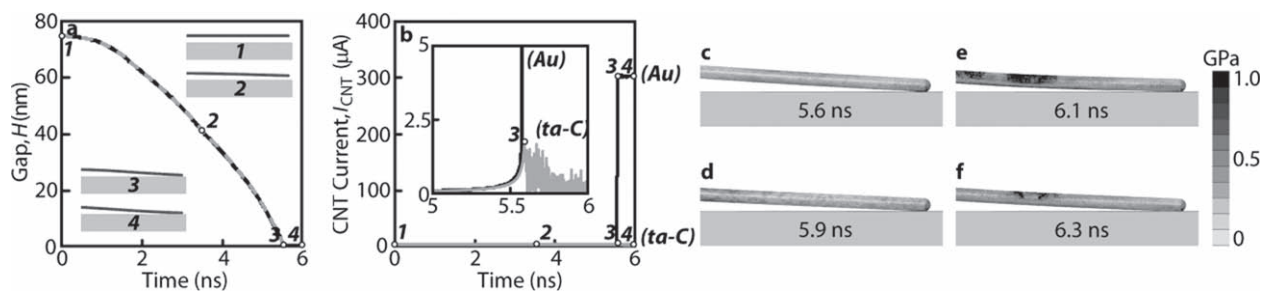 a
Gap, H (nm)
80
60
40
20
0
1
2
3 4
1
2
3
4
0 2 4 6
Time (ns)
b
CNT Current, ICNT (µA)
400
300
200
100
0
5
2.5
0
5 5.5 6
(Au)
3 (ta-C)
3 4 (Au)
1 2 3 4 (ta-C)
0 2 4 6
Time (ns)
c
5.6 ns
d
5.9 ns
e
6.1 ns
f
6.3 ns
GPa
1.0
0.5
0